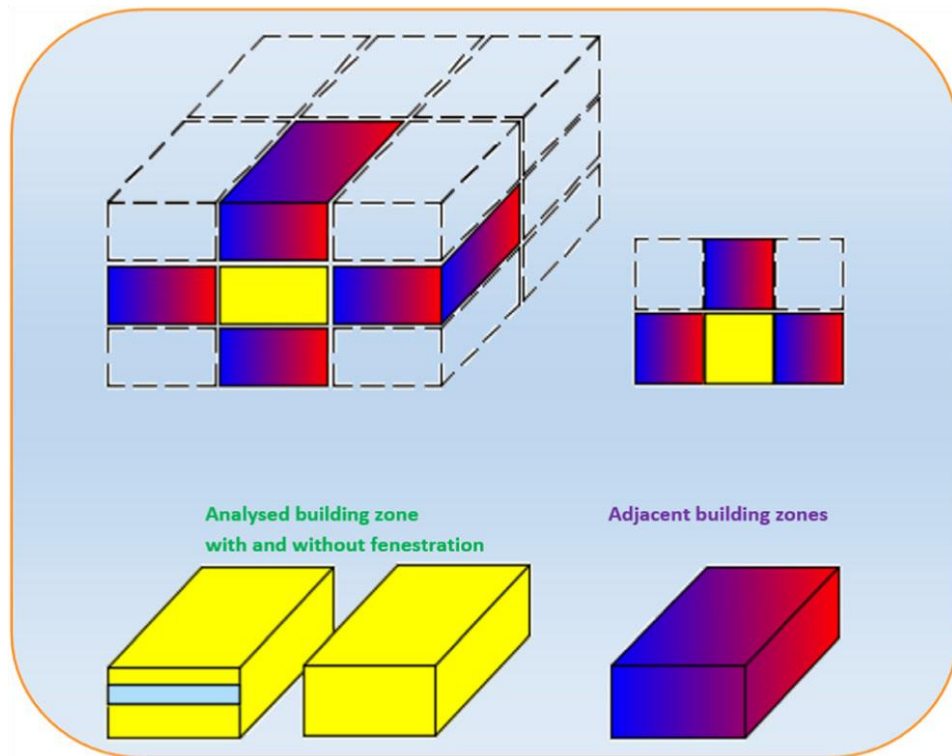 Analysed building zone
with and without fenestration
Adjacent building zones